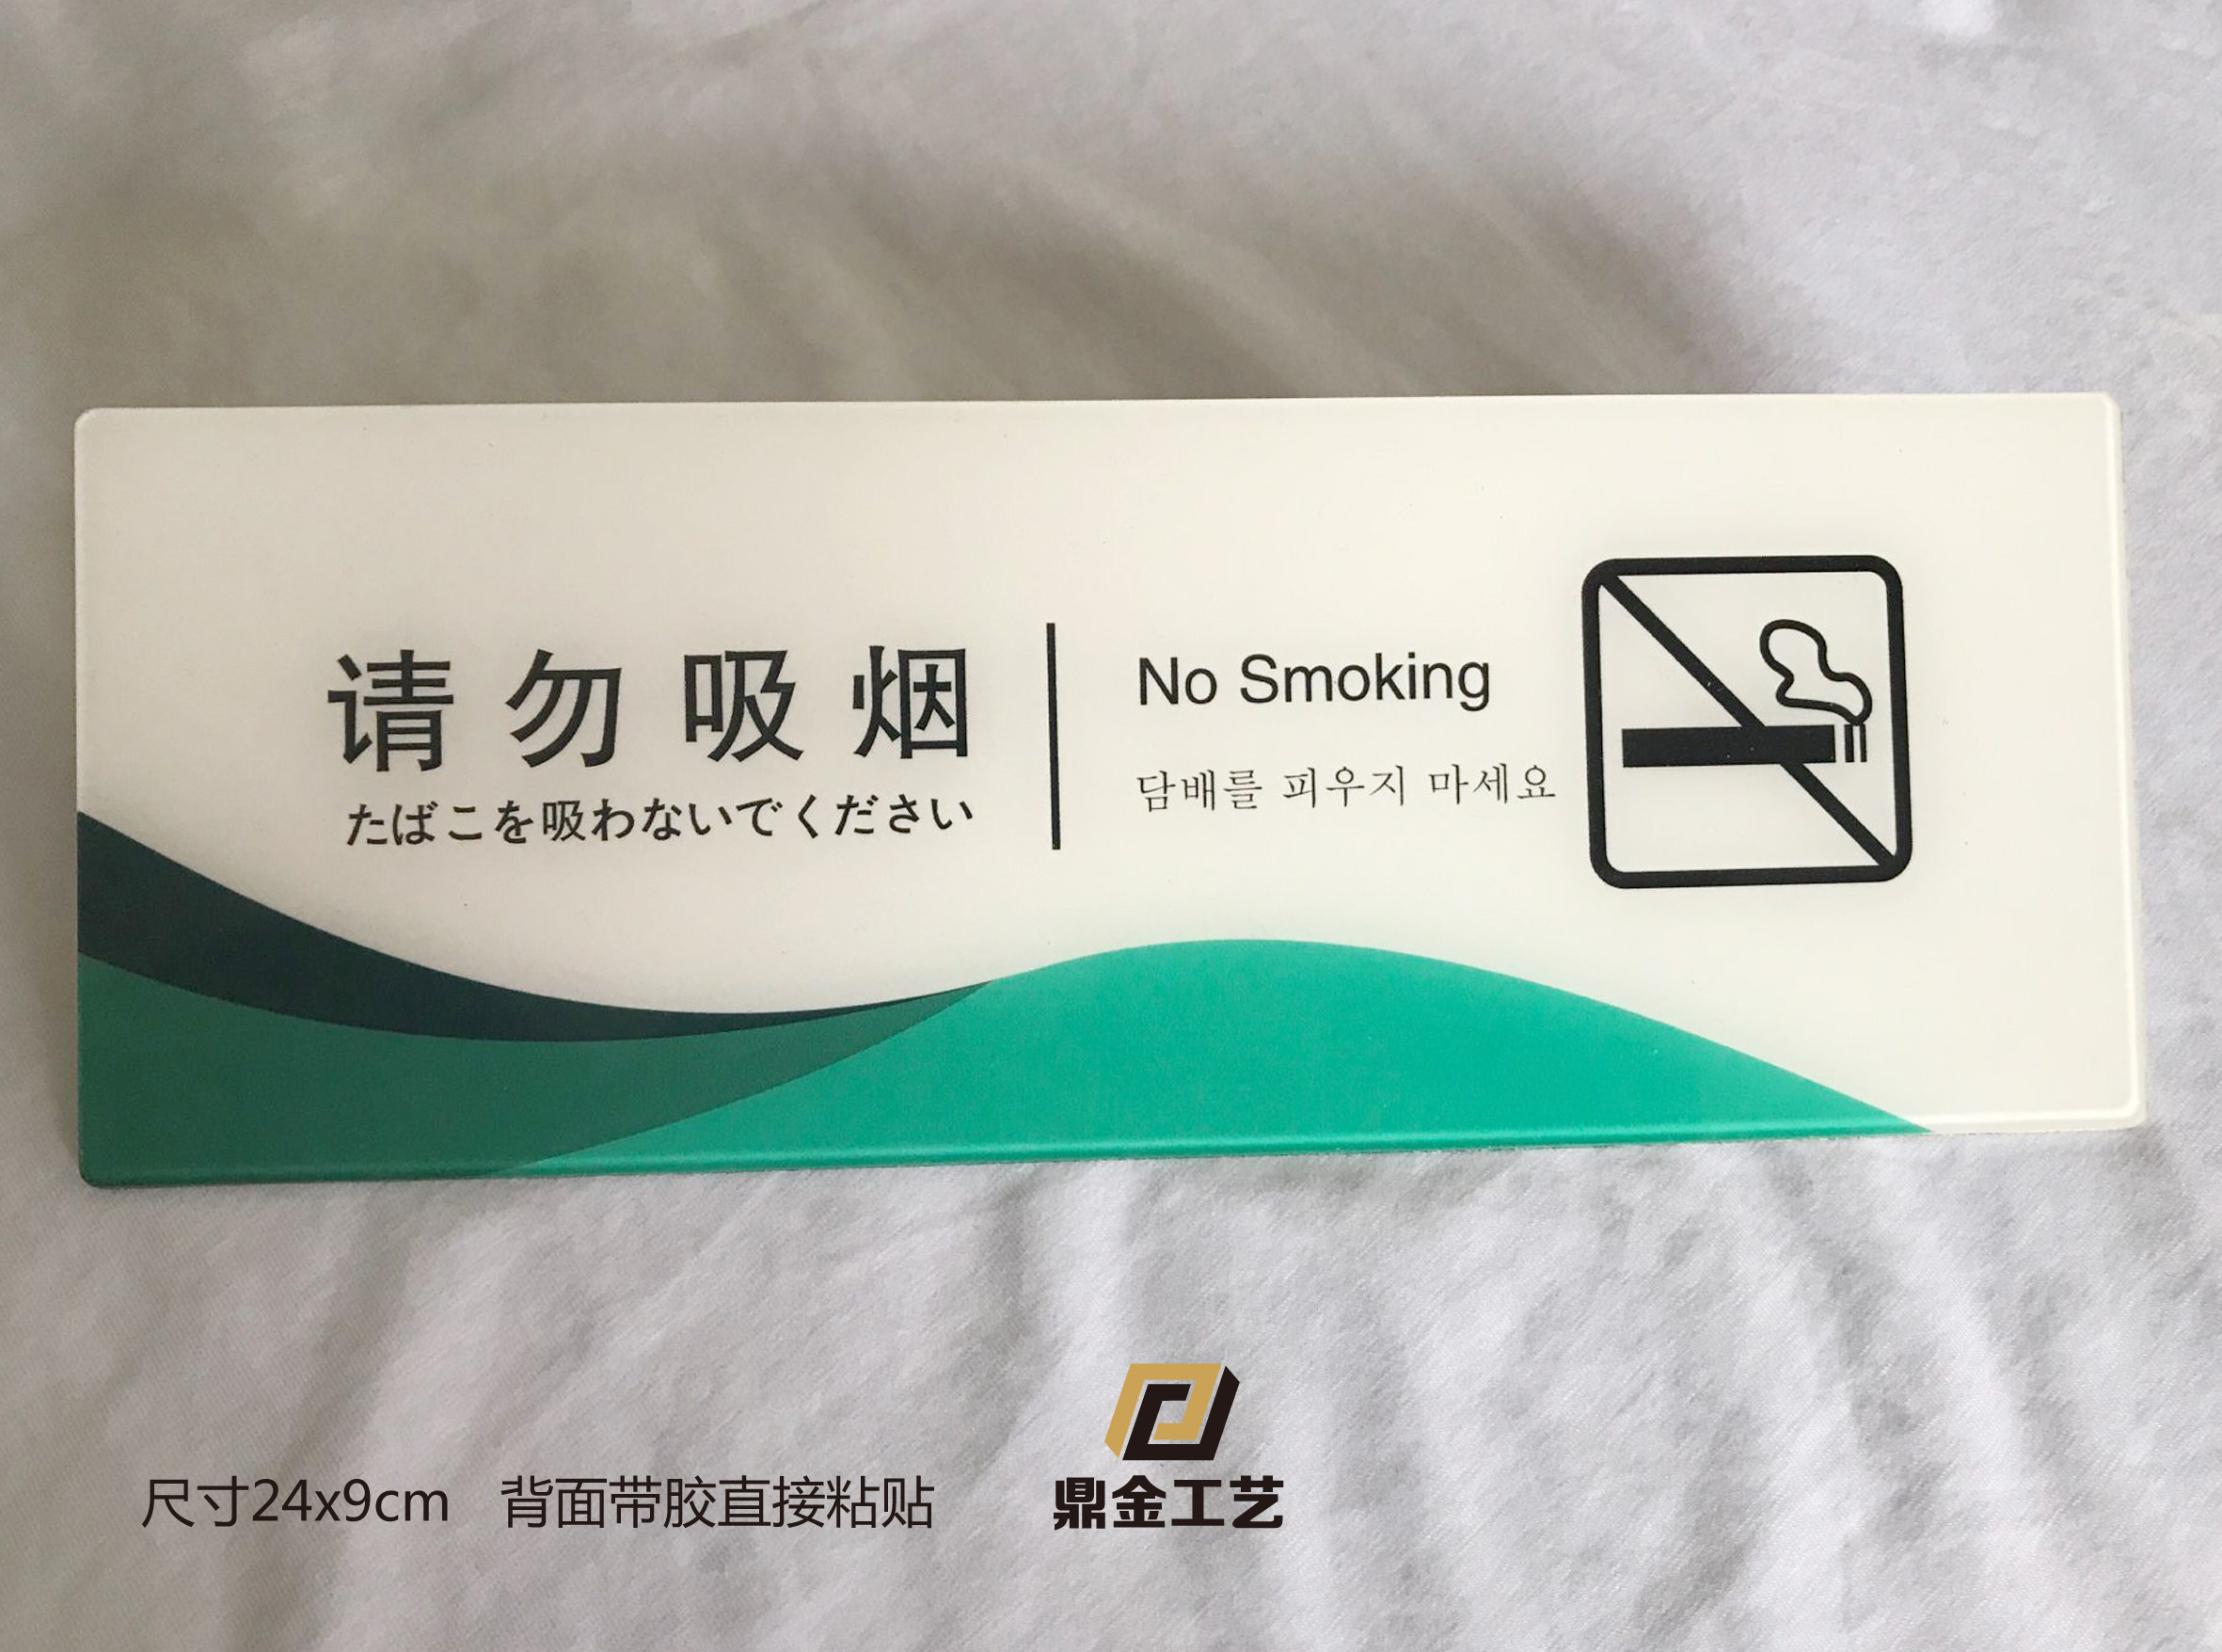 请勿吸烟
たばこを吸わないでください
No Smoking
담배를 피우지 마세요
尺寸24x9cm 背面带胶直接粘贴
鼎金工艺